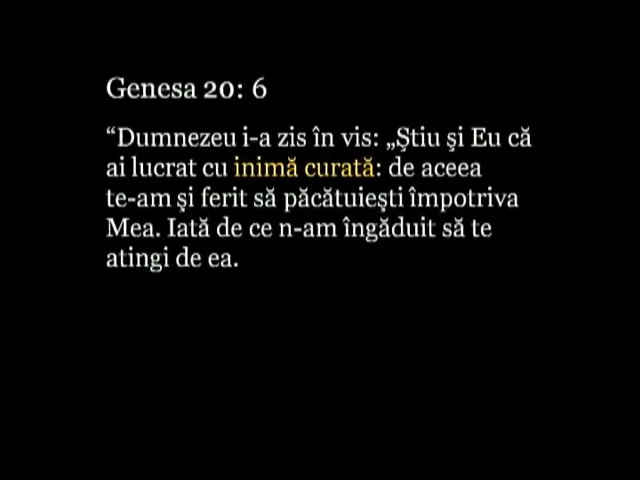 Genesa 20: 6
“Dumnezeu i-a zis în vis: „Ştiu şi Eu că
ai lucrat cu inimă curată: de aceea
te-am şi ferit să păcătuieşti împotriva
Mea. Iată de ce n-am îngăduit să te
atingi de ea.